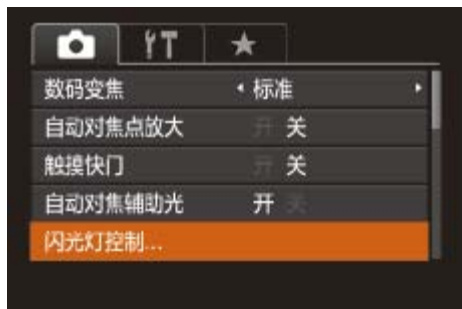 数码变焦 标准
自动对焦点放大 开 关
触摸快门 开 关
自动对焦辅助光 开 关
闪光灯控制...